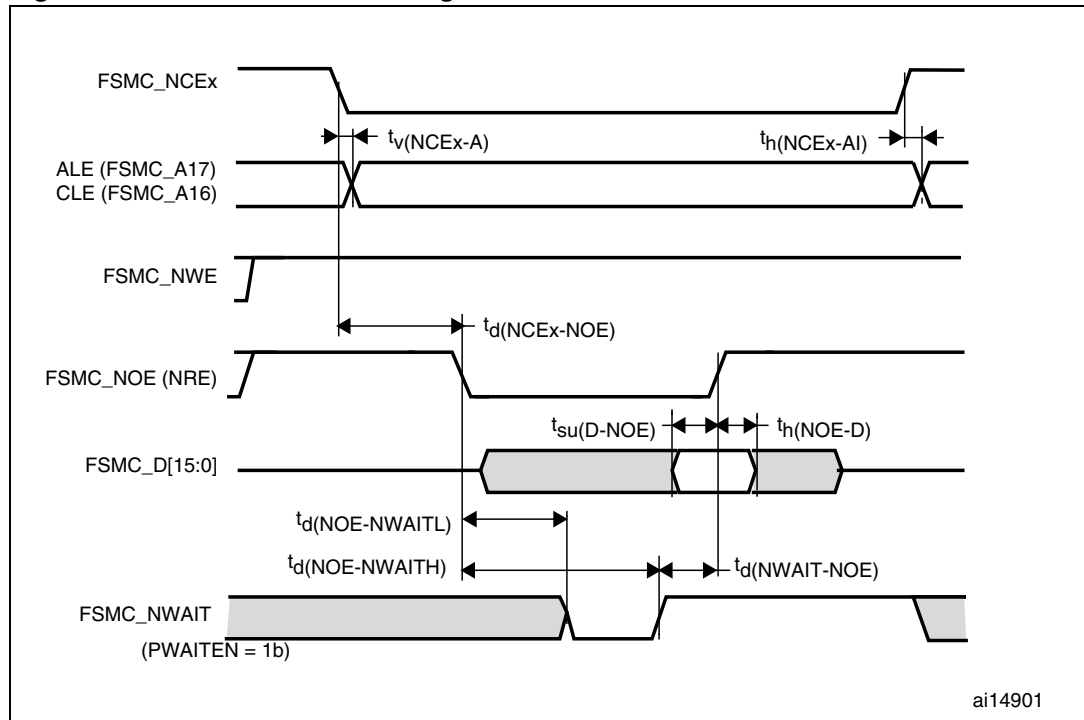 FSMC_NCEx
tv(NCEx-A)
th(NCEx-AI)
ALE (FSMC_A17)
CLE (FSMC_A16)
FSMC_NWE
td(NCEx-NOE)
FSMC_NOE (NRE)
tsu(D-NOE)
th(NOE-D)
FSMC_D[15:0]
td(NOE-NWAITL)
td(NOE-NWAITH)
td(NWAIT-NOE)
FSMC_NWAIT
(PWAITEN = 1b)
ai14901